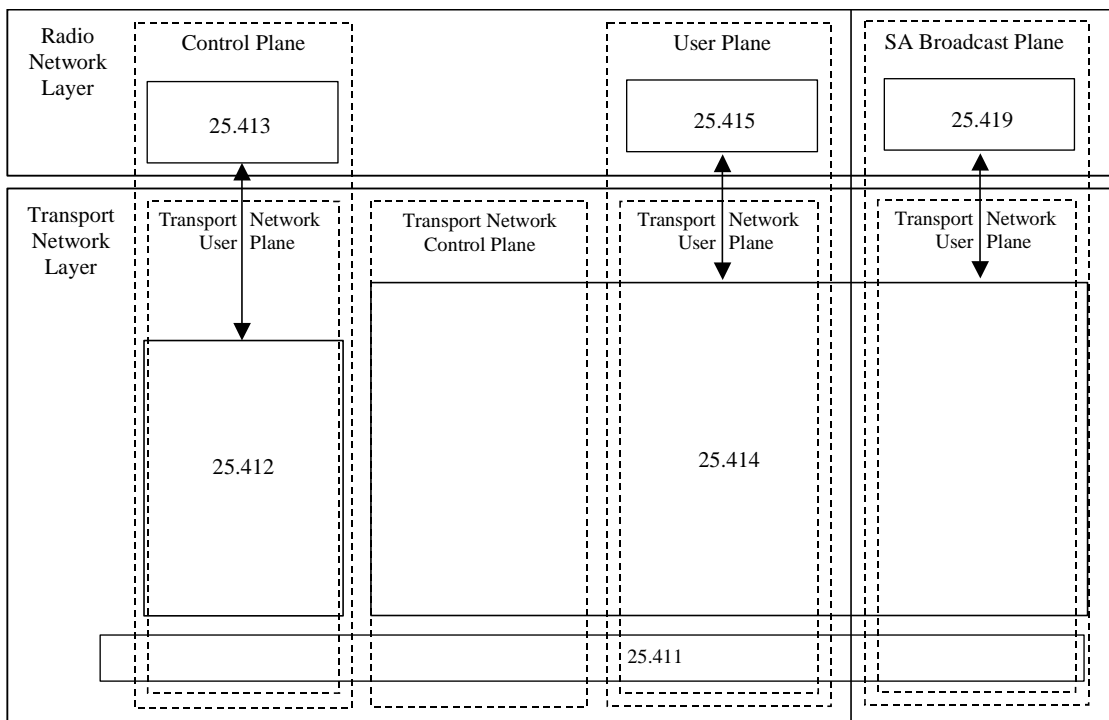 Radio
Network
Layer
Control Plane
User Plane
SA Broadcast Plane
25.413
25.415
25.419
Transport
Network
Layer
Transport Network
User Plane
Transport Network
Control Plane
Transport Network
User Plane
Transport Network
User Plane
25.412
25.414
25.411